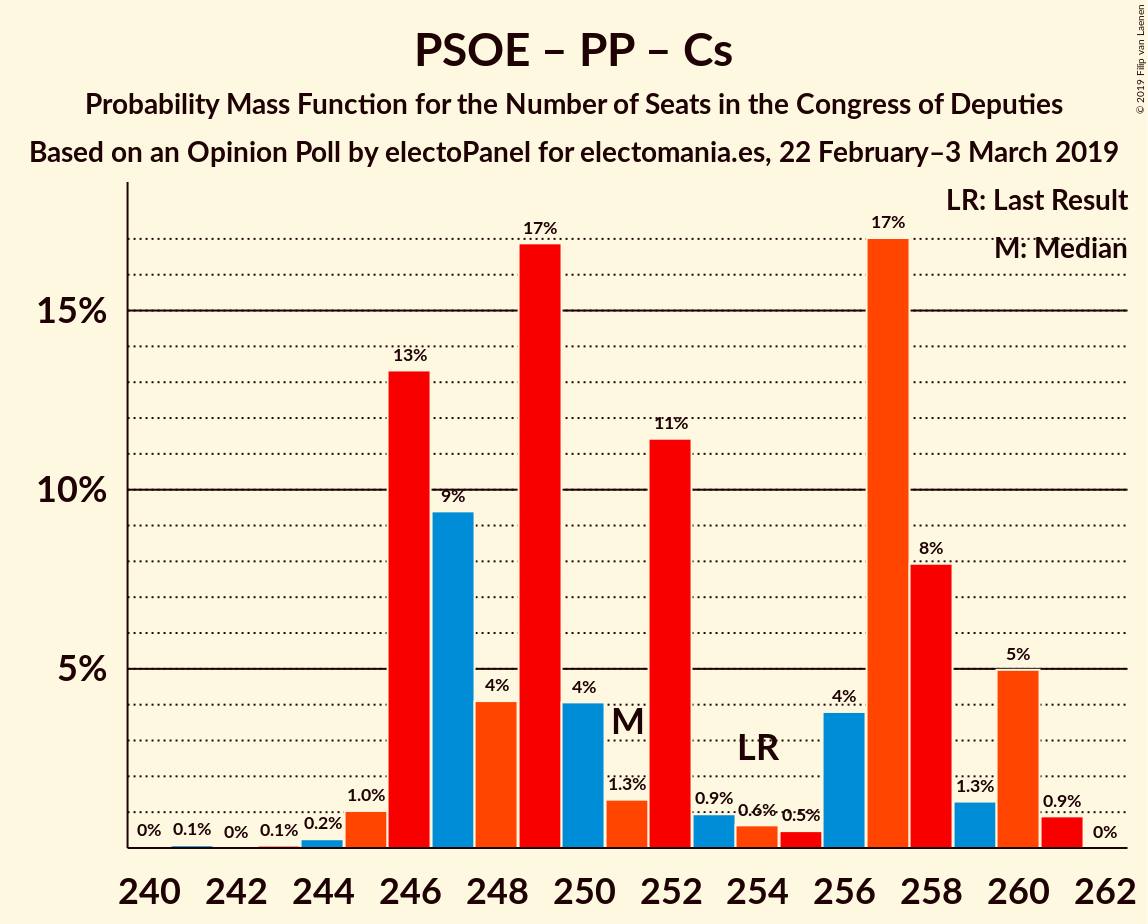 PSOE – PP – Cs
Probability Mass Function for the Number of Seats in the Congress of Deputies
Based on an Opinion Poll by electoPanel for electomania.es, 22 February–3 March 2019
© 2019 Filip van Laenen
LR: Last Result
M: Median
15%
10%
5%
0%
0.1%
0%
0.1%
0.2%
1.0%
13%
9%
4%
17%
4%
1.3%
11%
0.9%
0.6%
0.5%
4%
17%
8%
1.3%
5%
0.9%
0%
M
LR
240 242 244 246 248 250 252 254 256 258 260 262